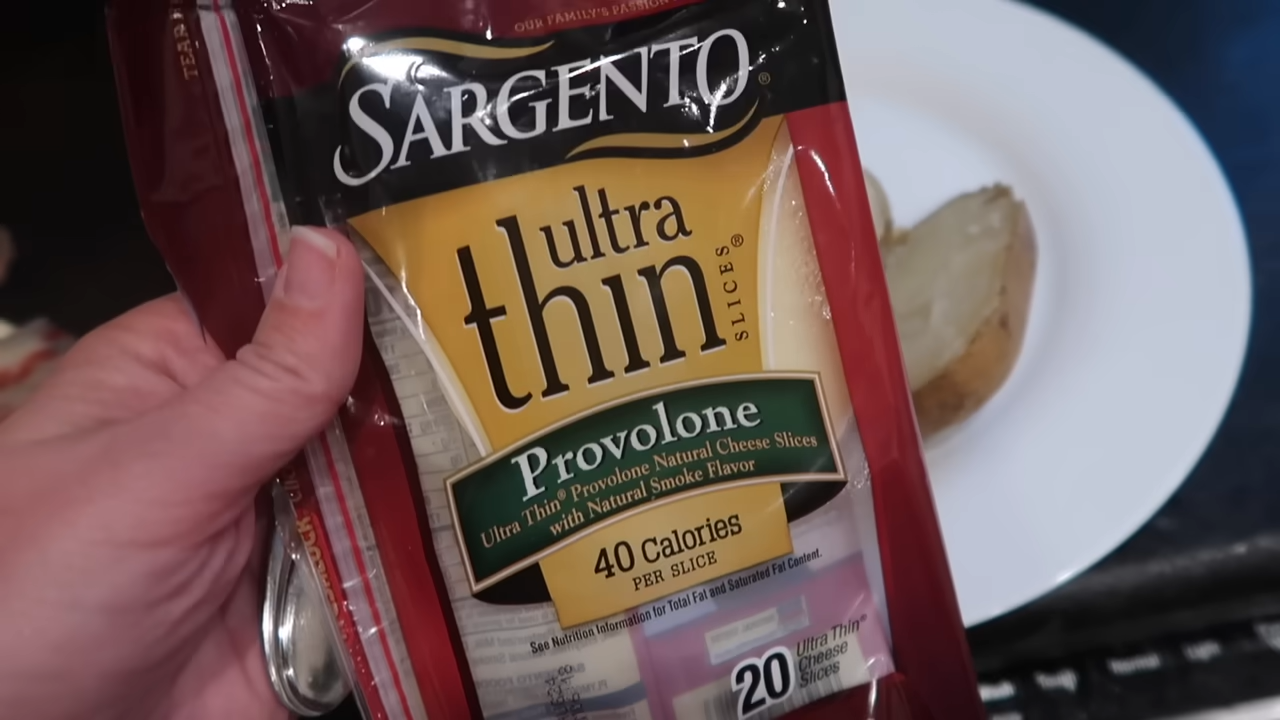 OUR FAMILY'S PASSION
TEAR
SARGENTO®
ultra
thin
SLICES®
Provolone
Ultra Thin® Provolone Natural Cheese Slices
with Natural Smoke Flavor
40 Calories
PER SLICE
See Nutrition Information for Total Fat and Saturated Fat Content.
20 Ultra Thin®
Cheese
Slices
Normal
Light